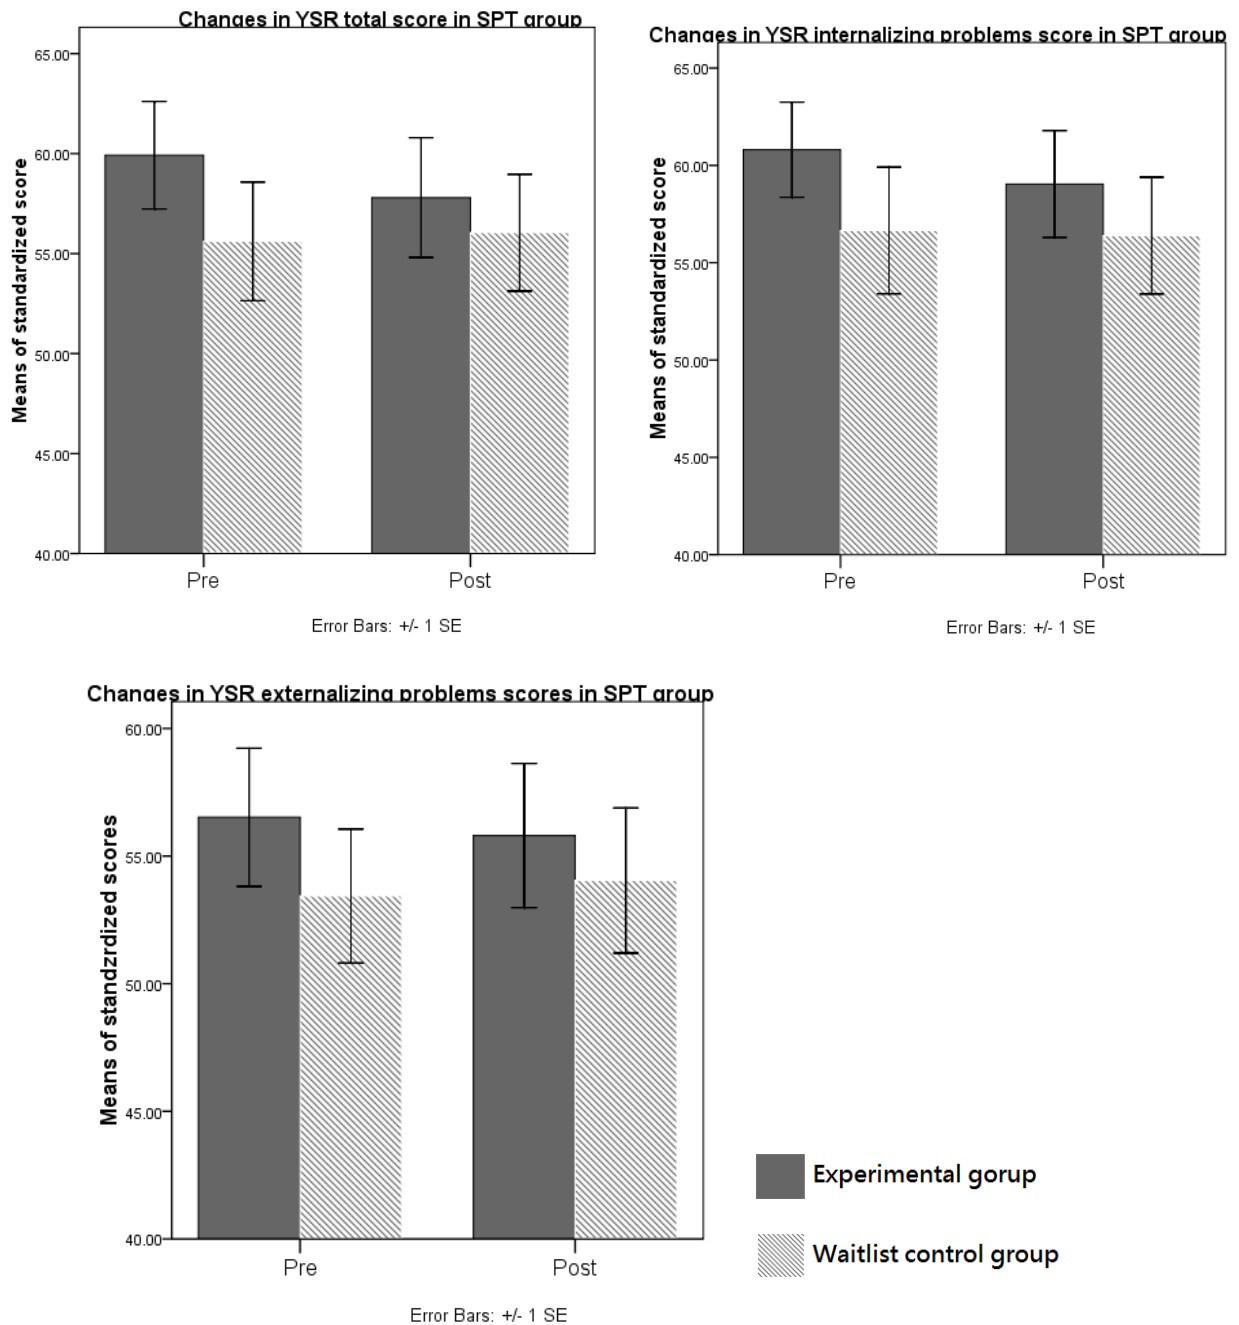 Changes in YSR total score in SPT group
Means of standardized score
65.00
60.00
55.00
50.00
45.00
40.00
Pre
Post
Error Bars: +/- 1 SE
Changes in YSR internalizing problems score in SPT group
Means of standardized score
65.00
60.00
55.00
50.00
45.00
40.00
Pre
Post
Error Bars: +/- 1 SE
Changes in YSR externalizing problems scores in SPT group
Means of standzrdized scores
60.00
55.00
50.00
45.00
40.00
Pre
Post
Error Bars: +/- 1 SE
Experimental gorup
Waitlist control group